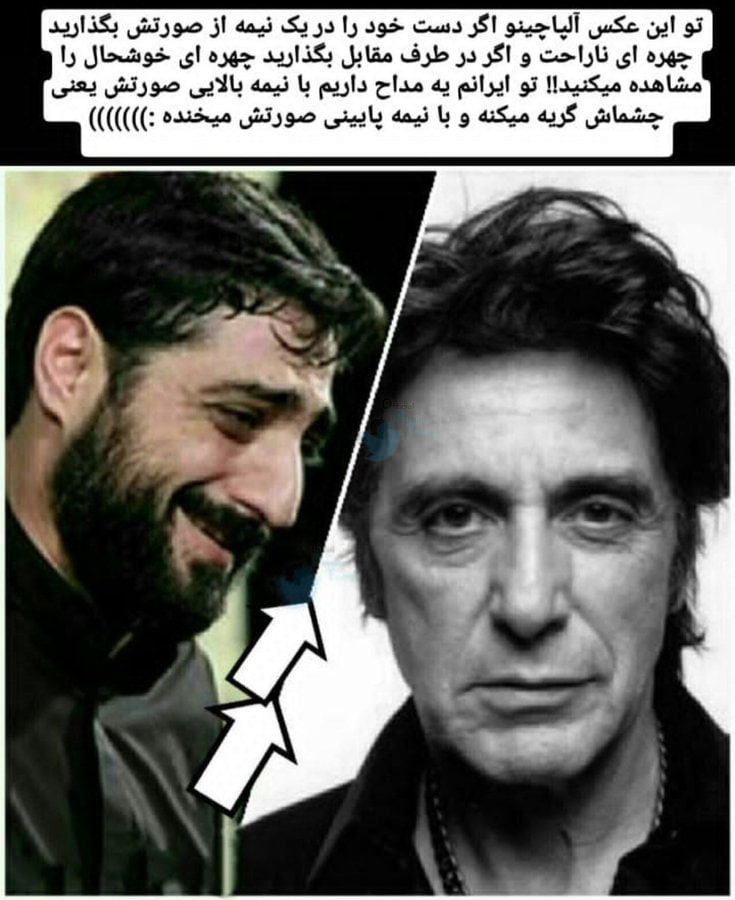 تو این عکس آلپاچینو اگر دست خود را در یک نیمه از صورتش بگذارید
چهره ای ناراحت و اگر در طرف مقابل بگذارید چهره ای خوشحال را
مشاهده میکنید!! تو ایرانم یه مداح داریم با نیمه بالایی صورتش یعنی
چشماش گریه میکنه و با نیمه پایینی صورتش میخنده :)))))))